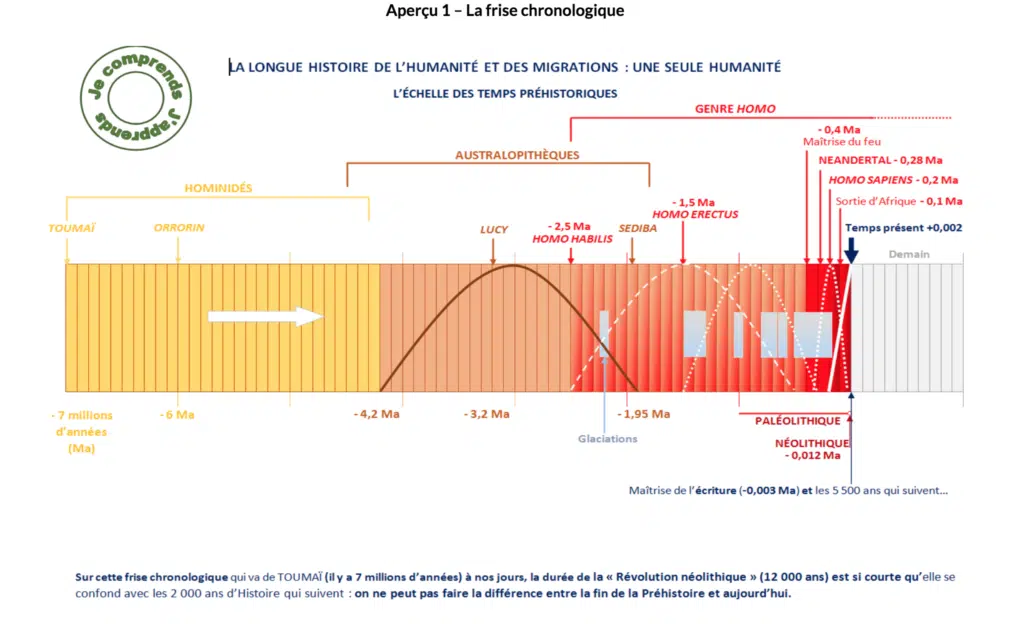 Aperçu 1 – La frise chronologique
Je comprends
J'apprends
LA LONGUE HISTOIRE DE L'HUMANITÉ ET DES MIGRATIONS : UNE SEULE HUMANITÉ
L'ÉCHELLE DES TEMPS PRÉHISTORIQUES
GENRE HOMO
- 0,4 Ma
Maîtrise du feu
AUSTRALOPITHÈQUES
NEANDERTAL - 0,28 Ma
HOMO SAPIENS - 0,2 Ma
HOMINIDÉS
Sortie d'Afrique - 0,1 Ma
- 1,5 Ma
HOMO ERECTUS
TOUMAÏ
ORRORIN
LUCY
- 2,5 Ma
HOMO HABILIS
SEDIBA
Temps présent +0,002
Demain
- 7 millions
d'années
(Ma)
- 6 Ma
- 4,2 Ma
- 3,2 Ma
- 1,95 Ma
PALÉOLITHIQUE
Glaciations
NÉOLITHIQUE
- 0,012 Ma
Maîtrise de l'écriture (-0,003 Ma) et les 5 500 ans qui suivent…
Sur cette frise chronologique qui va de TOUMAÏ (il y a 7 millions d'années) à nos jours, la durée de la « Révolution néolithique » (12 000 ans) est si courte qu'elle se
confond avec les 2 000 ans d'Histoire qui suivent : on ne peut pas faire la différence entre la fin de la Préhistoire et aujourd'hui.